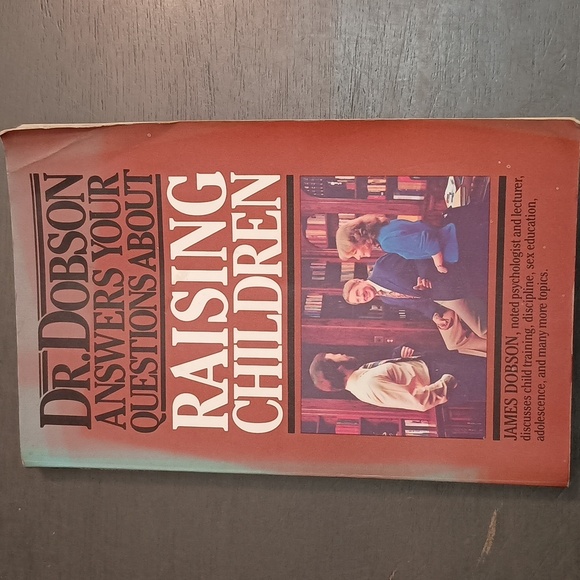 DR. DOBSON
ANSWERS YOUR
QUESTIONS ABOUT
RAISING
CHILDREN
JAMES DOBSON, noted psychologist and lecturer,
discusses child training, discipline, sex education,
adolescence, and many more topics.